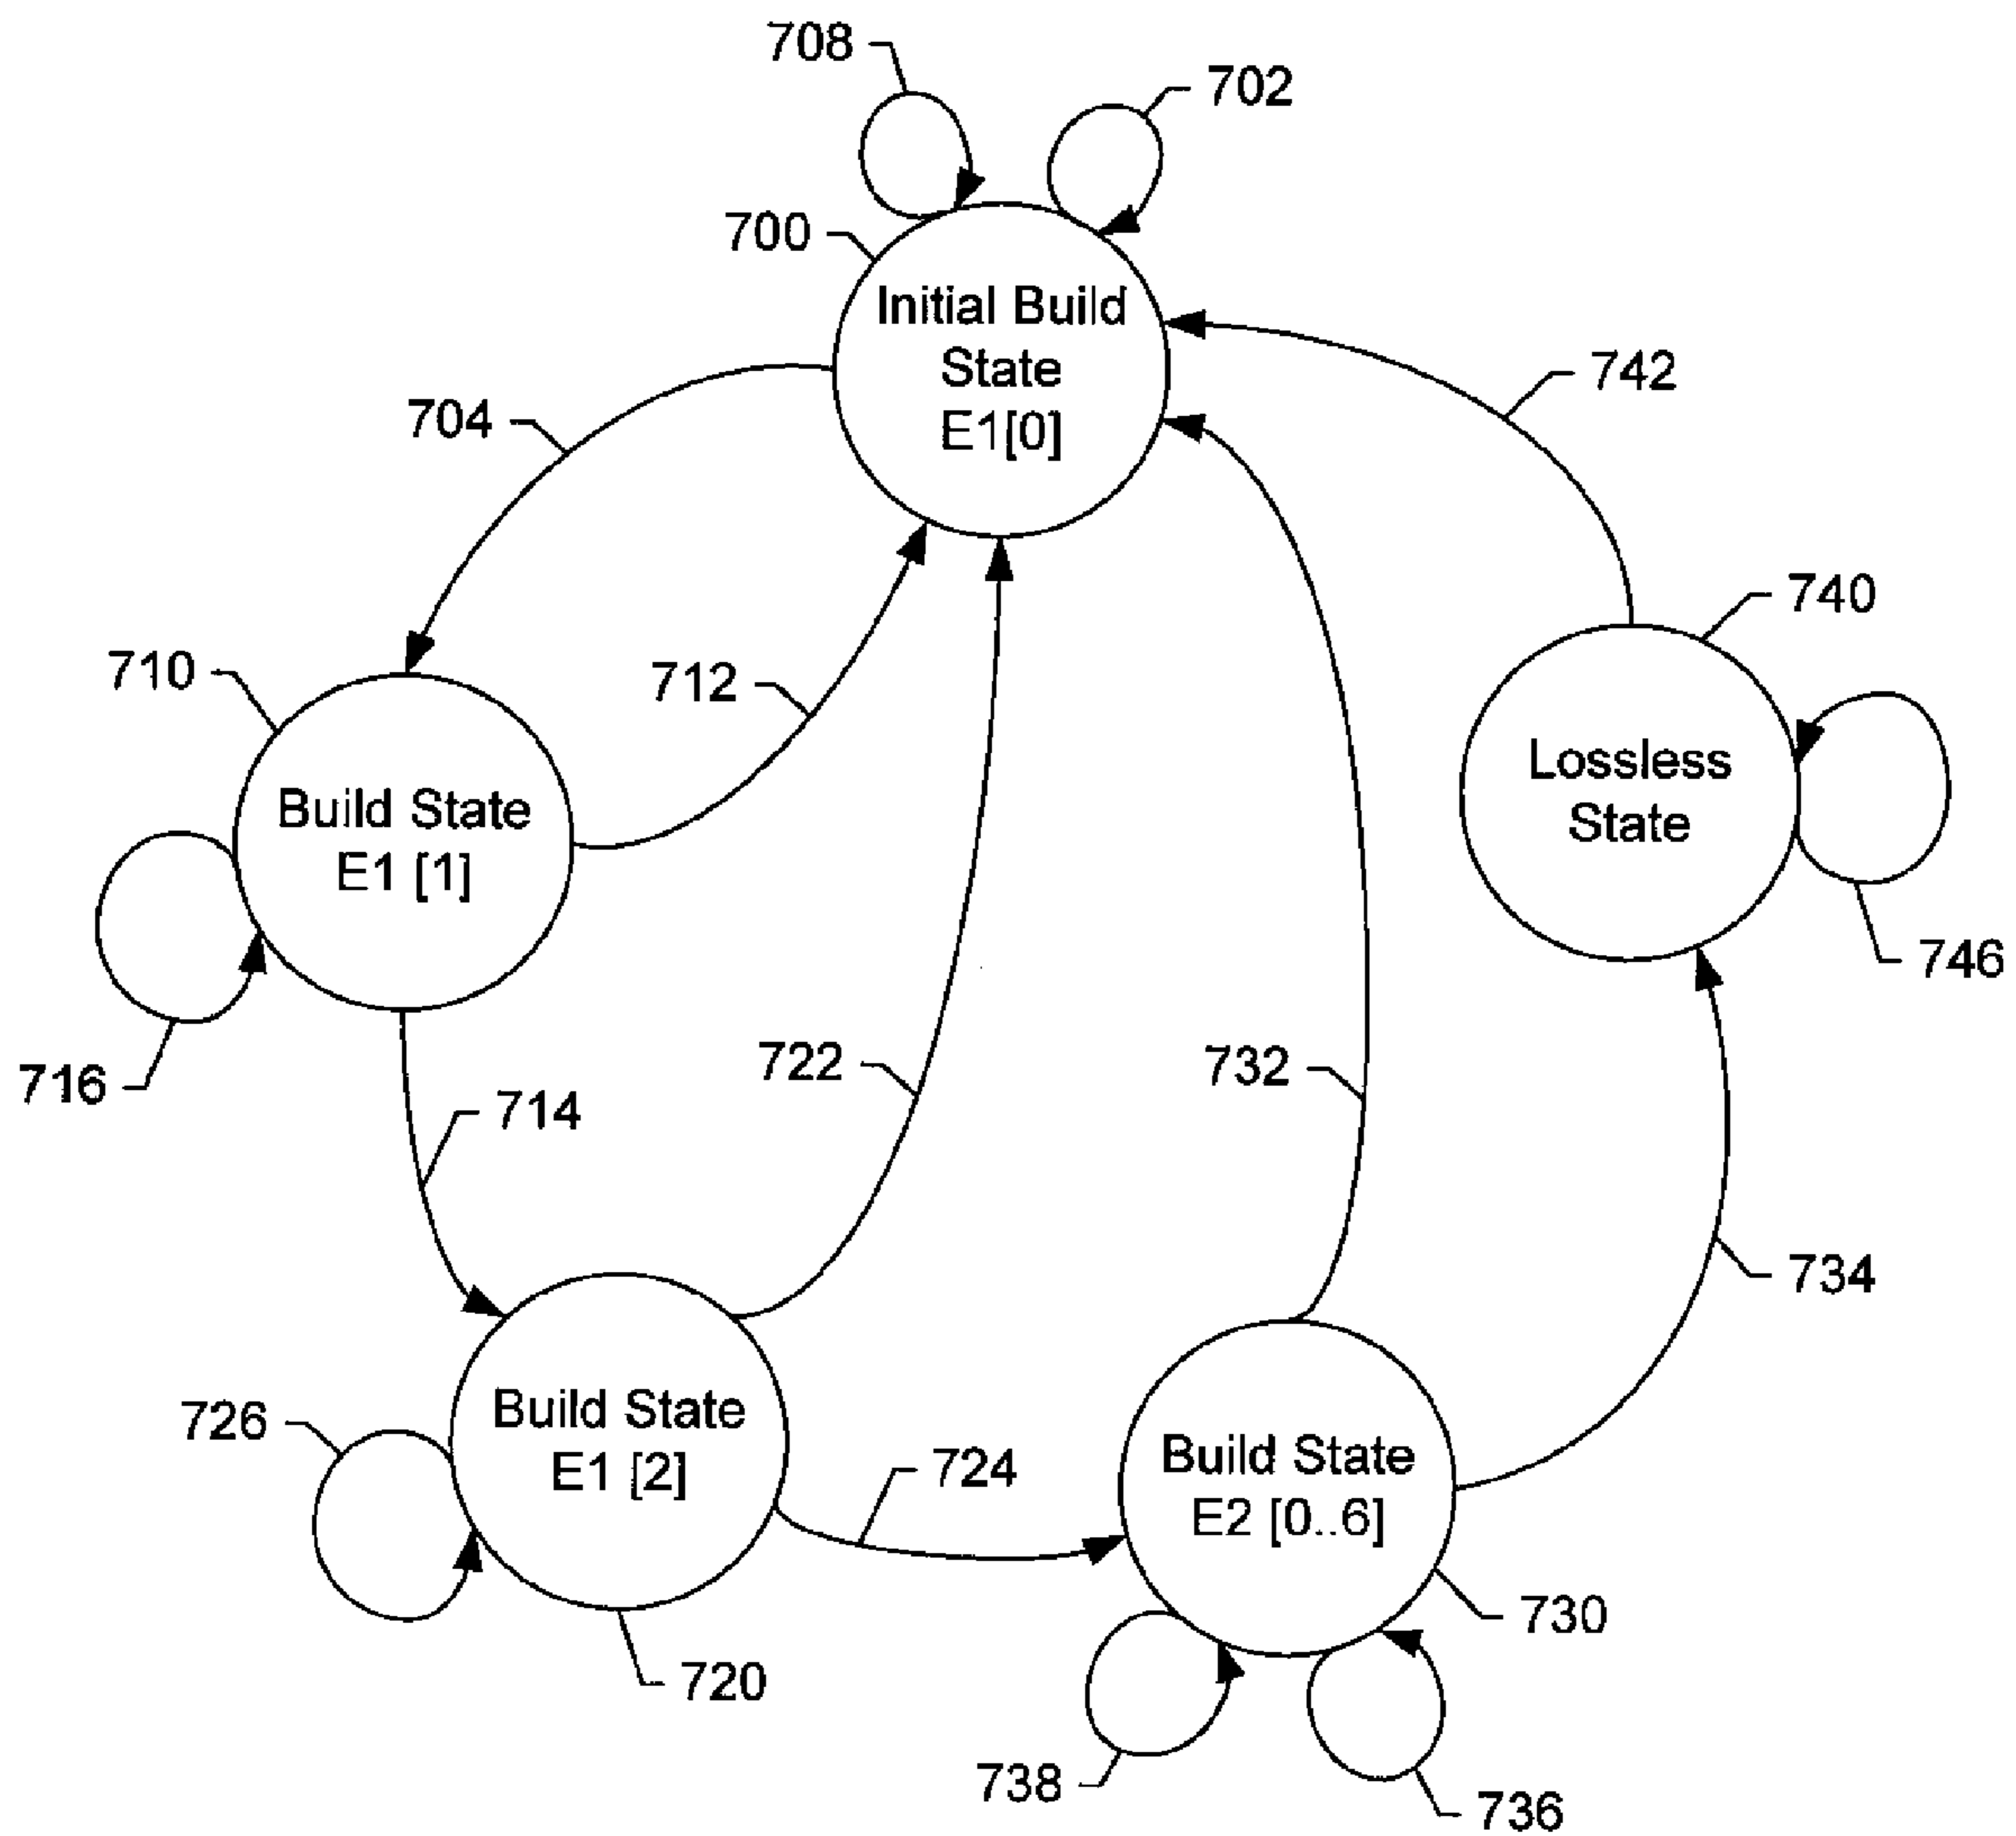 708
702
700
Initial Build
State
E1[0]
742
704
740
710
712
Lossless
State
Build State
E1 [1]
746
716
722
732
714
734
726
Build State
E1 [2]
724
Build State
E2 [0..6]
730
720
738
736